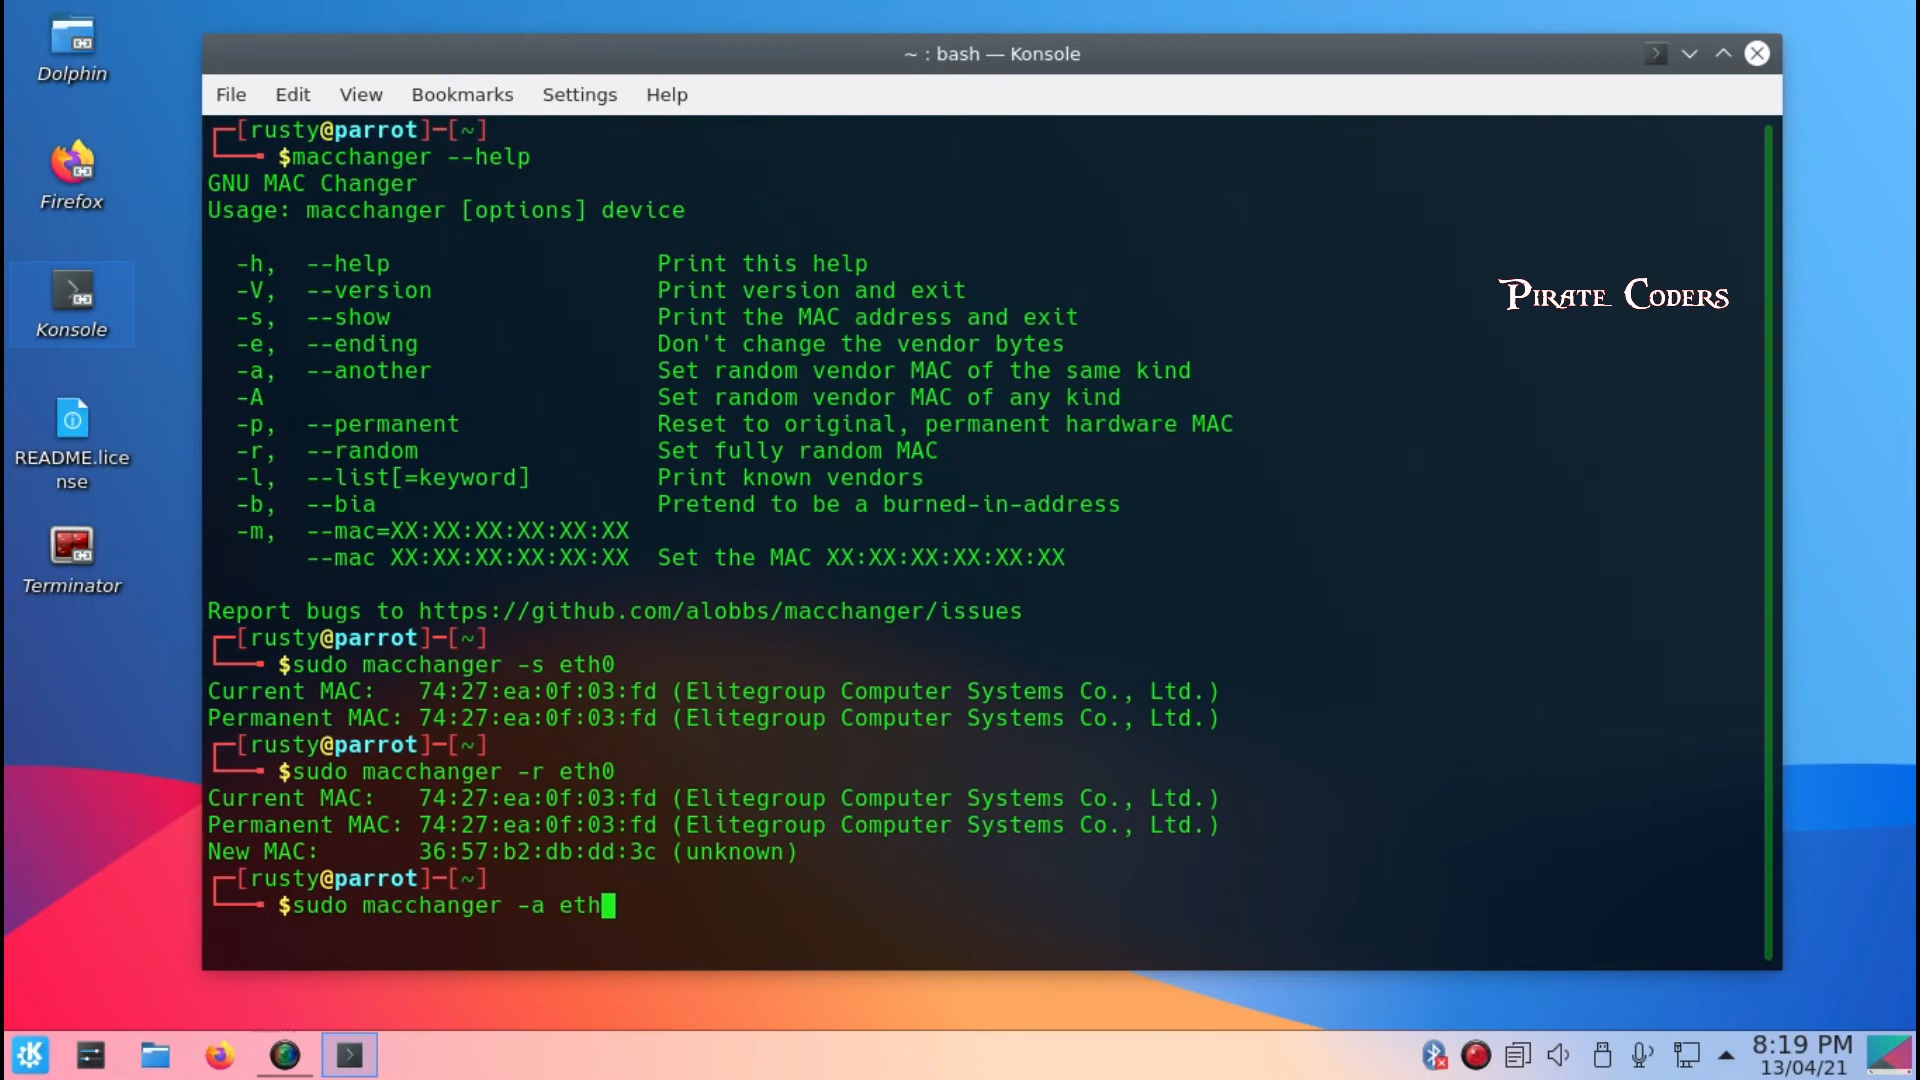 Dolphin
Firefox
Konsole
README.lice
nse
Terminator
~ : bash — Konsole
File Edit View Bookmarks Settings Help
┌─[rusty@parrot]─[~]
└──╼ $macchanger --help
GNU MAC Changer
Usage: macchanger [options] device
-h, --help Print this help
-V, --version Print version and exit
-s, --show Print the MAC address and exit
-e, --ending Don't change the vendor bytes
-a, --another Set random vendor MAC of the same kind
-A Set random vendor MAC of any kind
-p, --permanent Reset to original, permanent hardware MAC
-r, --random Set fully random MAC
-l, --list[=keyword] Print known vendors
-b, --bia Pretend to be a burned-in-address
-m, --mac=XX:XX:XX:XX:XX:XX
--mac XX:XX:XX:XX:XX:XX Set the MAC XX:XX:XX:XX:XX:XX
Report bugs to https://github.com/alobbs/macchanger/issues
┌─[rusty@parrot]─[~]
└──╼ $sudo macchanger -s eth0
Current MAC: 74:27:ea:0f:03:fd (Elitegroup Computer Systems Co., Ltd.)
Permanent MAC: 74:27:ea:0f:03:fd (Elitegroup Computer Systems Co., Ltd.)
┌─[rusty@parrot]─[~]
└──╼ $sudo macchanger -r eth0
Current MAC: 74:27:ea:0f:03:fd (Elitegroup Computer Systems Co., Ltd.)
Permanent MAC: 74:27:ea:0f:03:fd (Elitegroup Computer Systems Co., Ltd.)
New MAC: 36:57:b2:db:dd:3c (unknown)
┌─[rusty@parrot]─[~]
└──╼ $sudo macchanger -a eth
Pirate Coders
8:19 PM
13/04/21